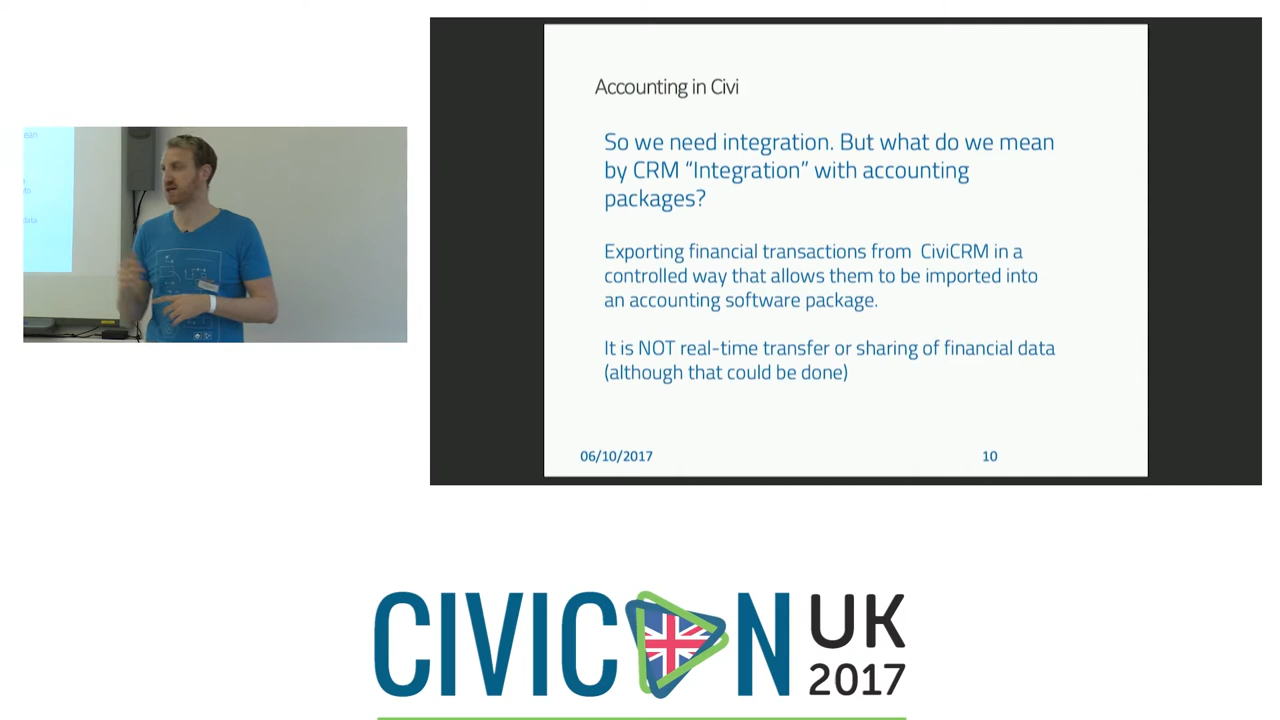 Accounting in Civi
So we need integration. But what do we mean
by CRM “Integration” with accounting
packages?
Exporting financial transactions from  CiviCRM in a
controlled way that allows them to be imported into
an accounting software package.
It is NOT real-time transfer or sharing of financial data
(although that could be done)
06/10/2017
10
ean
data
CIVICON
UK
2017